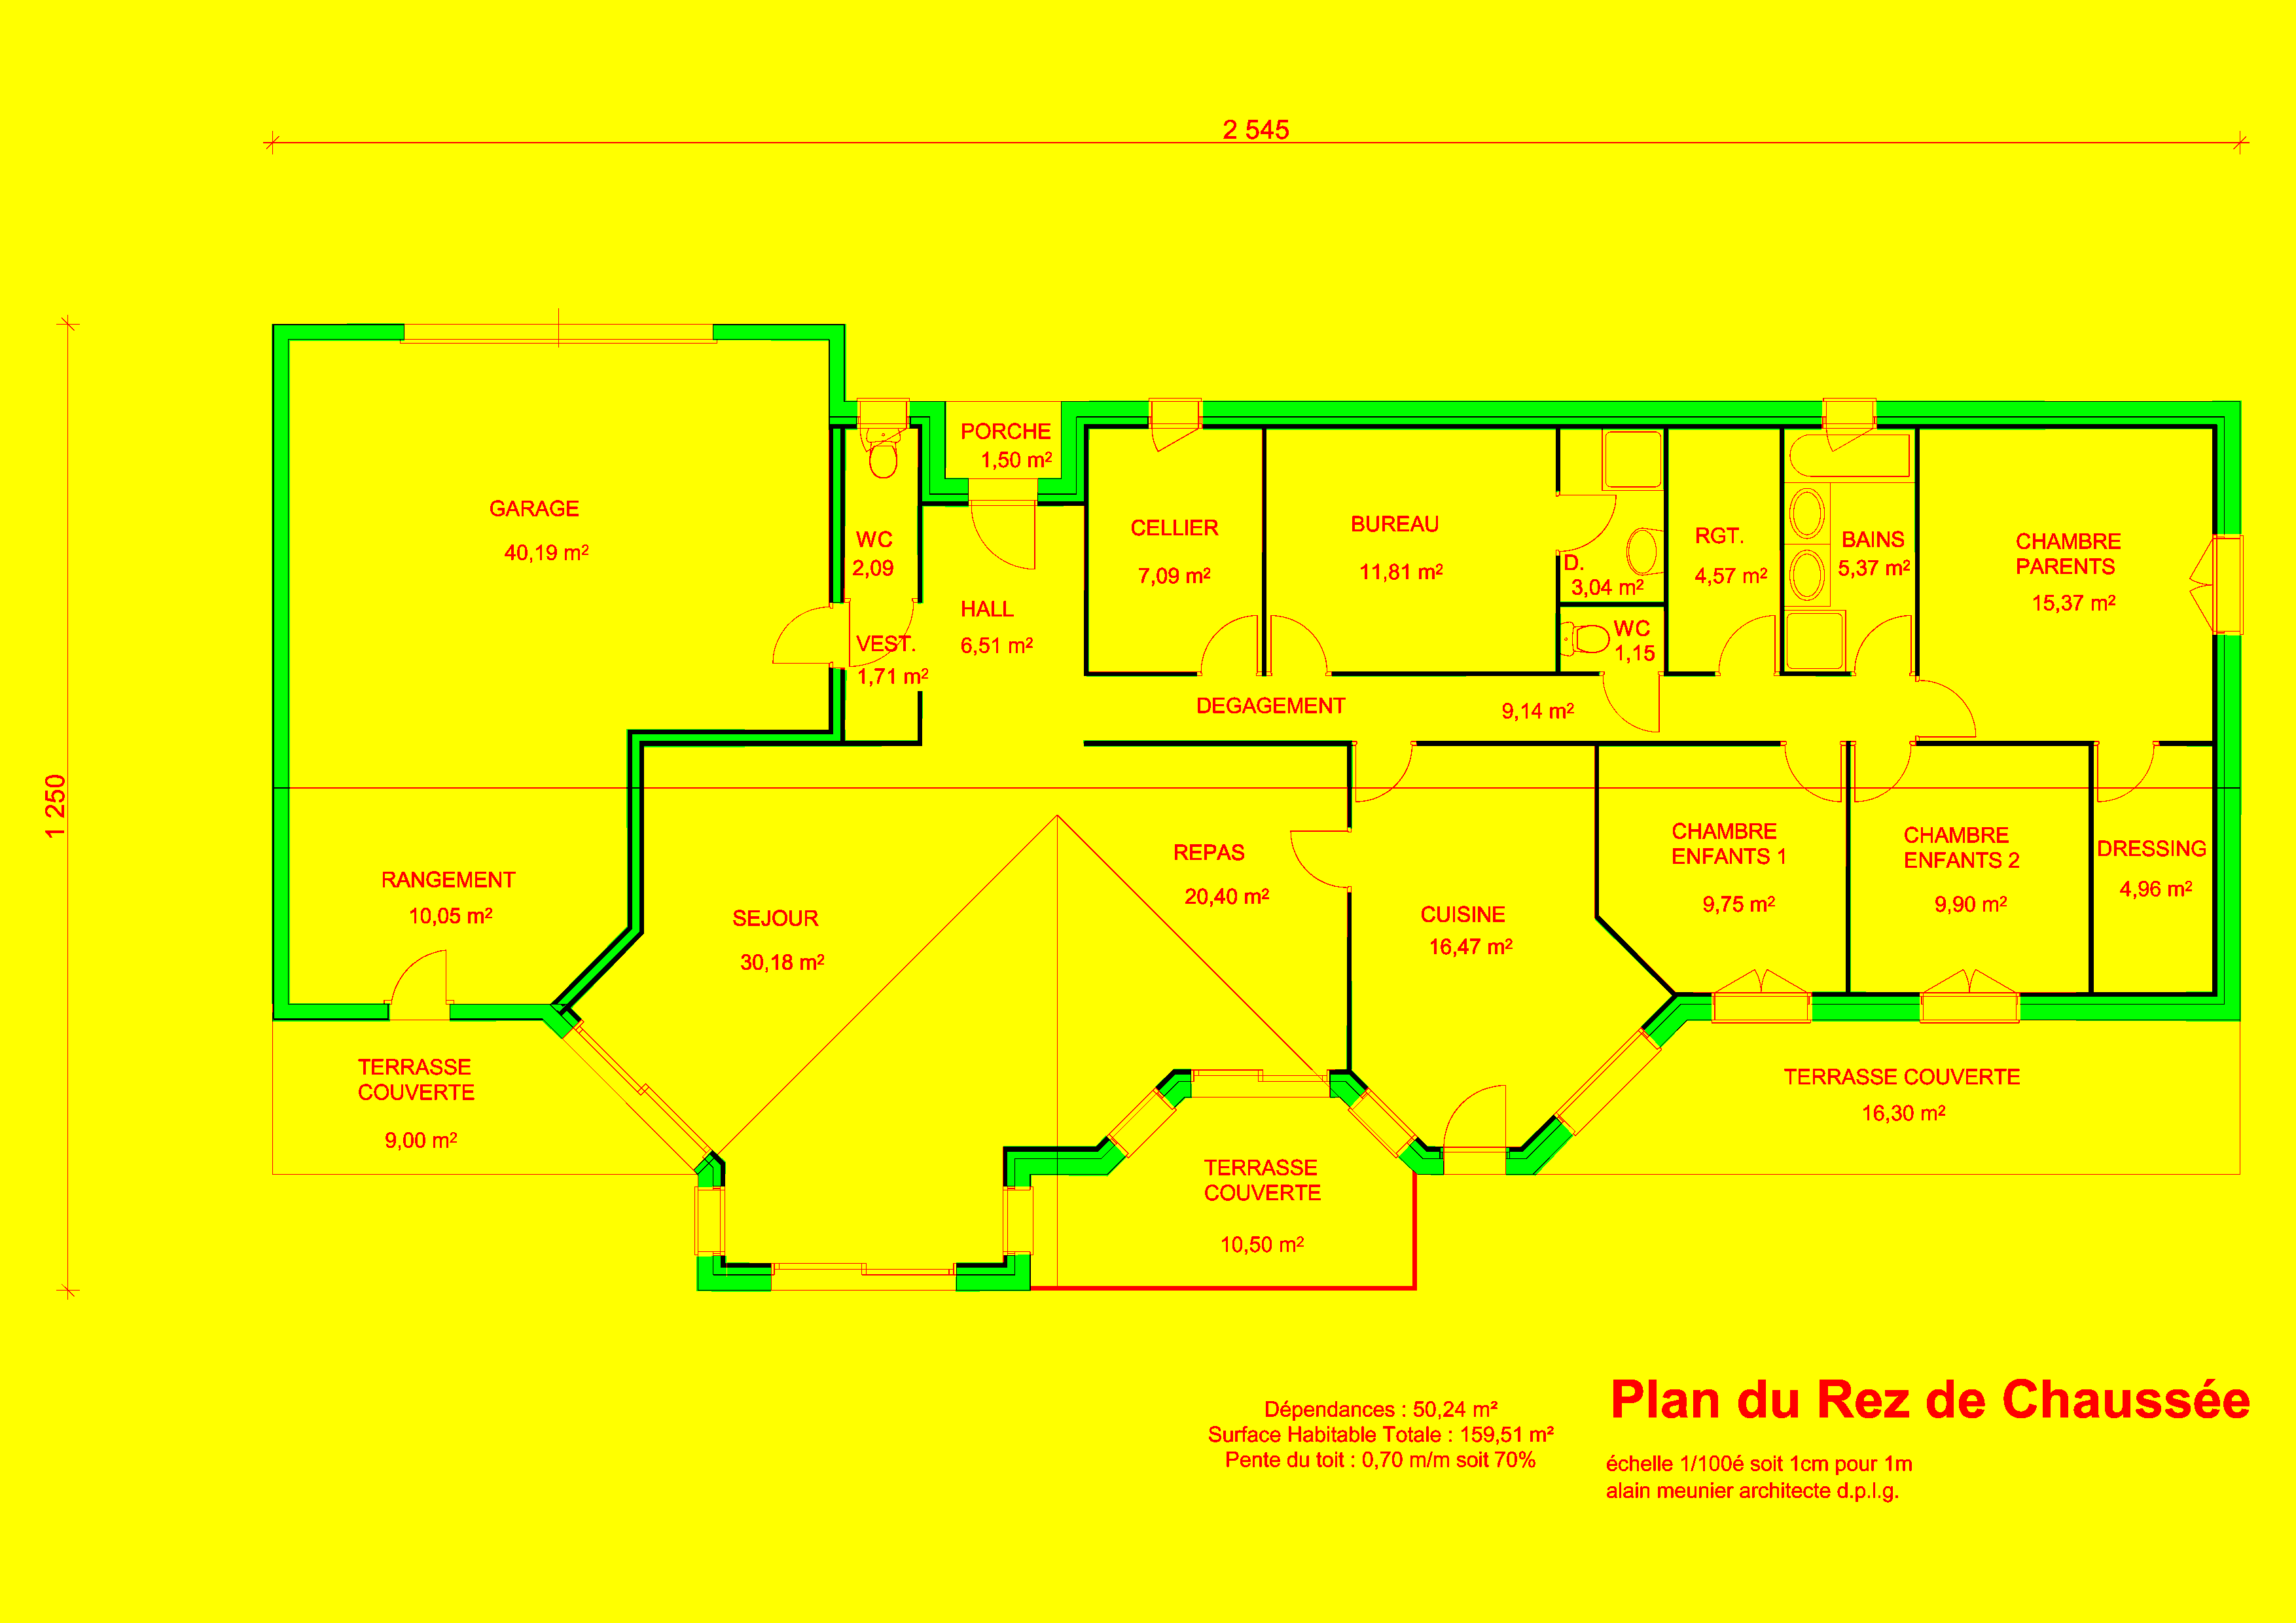 2 545
1 250
PORCHE
1,50 m²
GARAGE
40,19 m²
WC
2,09
VEST.
1,71 m²
HALL
6,51 m²
CELLIER
7,09 m²
BUREAU
11,81 m²
D.
3,04 m²
WC
1,15
RGT.
4,57 m²
BAINS
5,37 m²
CHAMBRE
PARENTS
15,37 m²
DEGAGEMENT
9,14 m²
RANGEMENT
10,05 m²
SEJOUR
30,18 m²
REPAS
20,40 m²
CUISINE
16,47 m²
CHAMBRE
ENFANTS 1
9,75 m²
CHAMBRE
ENFANTS 2
9,90 m²
DRESSING
4,96 m²
TERRASSE
COUVERTE
9,00 m²
TERRASSE
COUVERTE
10,50 m²
TERRASSE COUVERTE
16,30 m²
Dépendances : 50,24 m²
Surface Habitable Totale : 159,51 m²
Pente du toit : 0,70 m/m soit 70%
Plan du Rez de Chaussée
échelle 1/100é soit 1cm pour 1m
alain meunier architecte d.p.l.g.